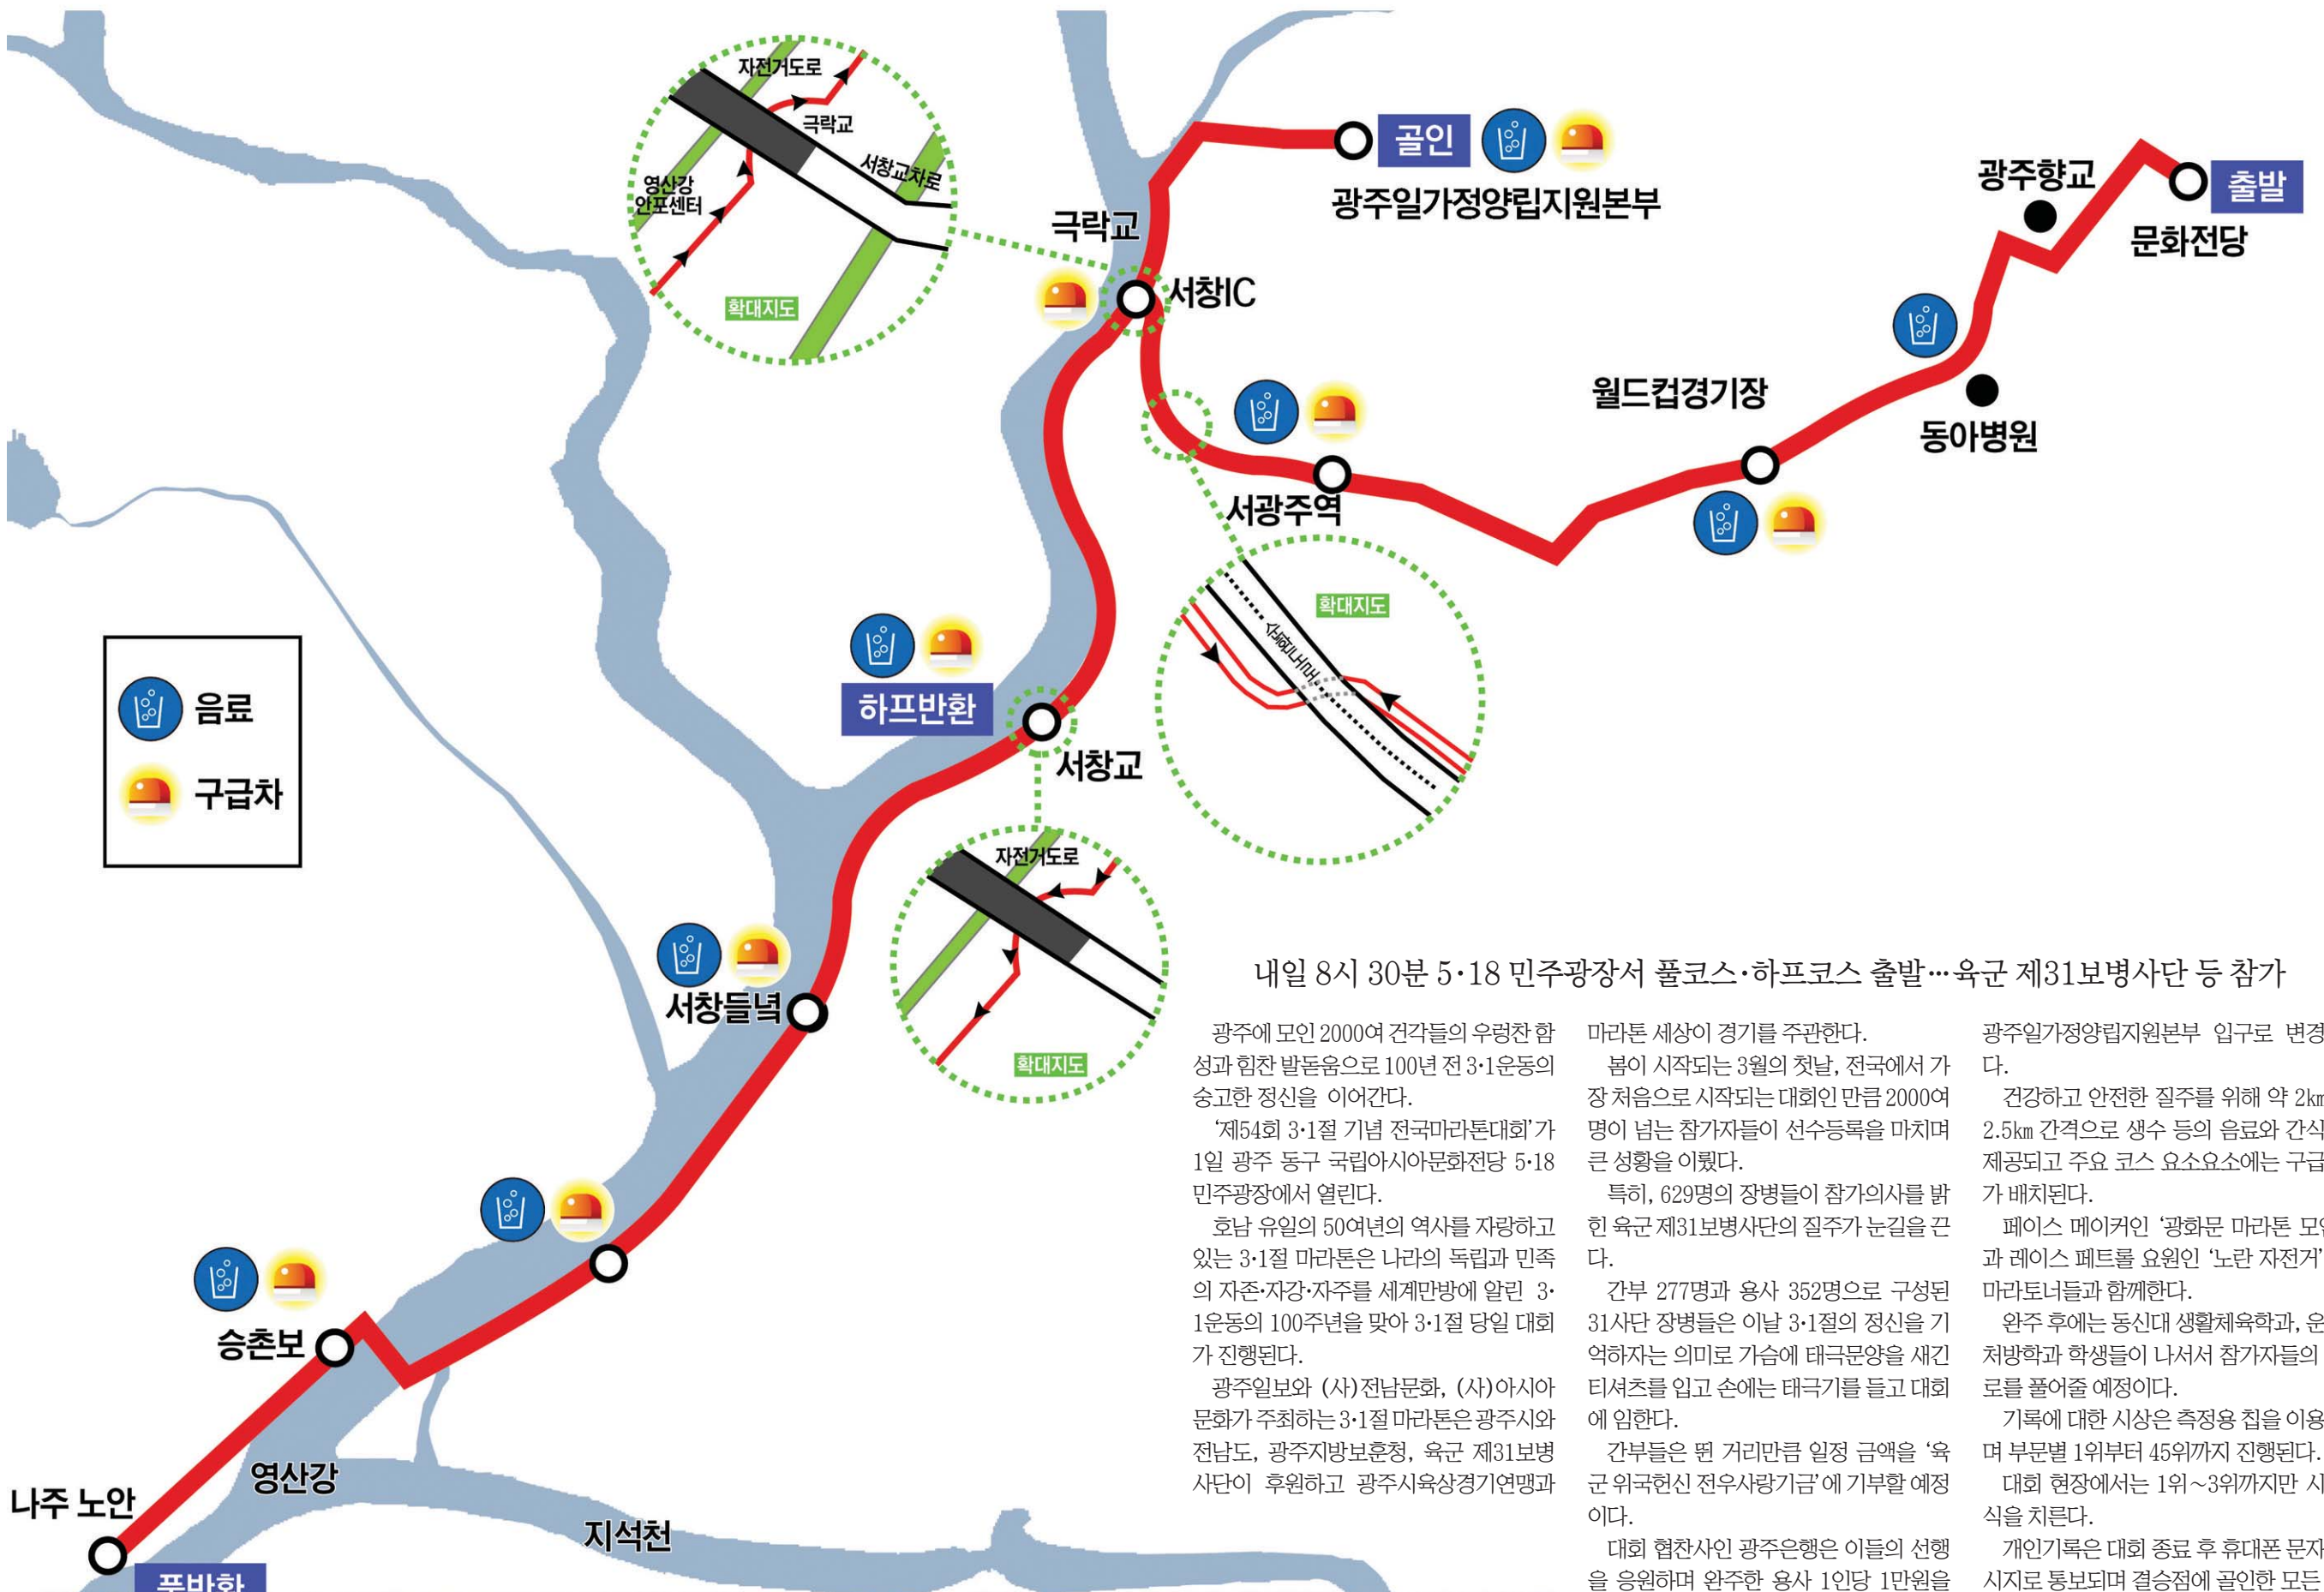 자전거도로
극락교
서창교차로
영산강
안포센터
확대지도
극락교
서창IC
골인
광주일가정양립지원본부
광주향교
출발
문화전당
월드컵경기장
동아병원
서광주역
확대지도
음료
구급차
하프반환
서창교
자전거도로
확대지도
서창들녘
승촌보
영산강
나주 노안
지석천
풀반환
내일 8시 30분 5·18 민주광장서 풀코스·하프코스 출발…육군 제31보병사단 등 참가
광주에 모인 2000여 건각들의 우렁찬 함
성과 힘찬 발돋움으로 100년 전 3·1운동의
숭고한 정신을 이어간다.
‘제54회 3·1절 기념 전국마라톤대회’가
1일 광주 동구 국립아시아문화전당 5·18
민주광장에서 열린다.
호남 유일의 50여년의 역사를 자랑하고
있는 3·1절 마라톤은 나라의 독립과 민족
의 자존·자강·자주를 세계만방에 알린 3·
1운동의 100주년을 맞아 3·1절 당일 대회
가 진행된다.
광주일보와 (사)전남문화, (사)아시아
문화가 주최하는 3·1절 마라톤은 광주시와
전남도, 광주지방보훈청, 육군 제31보병
사단이 후원하고 광주시육상경기연맹과
마라톤 세상이 경기를 주관한다.
봄이 시작되는 3월의 첫날, 전국에서 가
장 처음으로 시작되는 대회인 만큼 2000여
명이 넘는 참가자들이 선수등록을 마치며
큰 성황을 이뤘다.
특히, 629명의 장병들이 참가의사를 밝
힌 육군 제31보병사단의 질주가 눈길을 끈
다.
간부 277명과 용사 352명으로 구성된
31사단 장병들은 이날 3·1절의 정신을 기
억하자는 의미로 가슴에 태극문양을 새긴
티셔츠를 입고 손에는 태극기를 들고 대회
에 임한다.
간부들은 뛴 거리만큼 일정 금액을 ‘육
군 위국헌신 전우사랑기금’에 기부할 예정
이다.
대회 협찬사인 광주은행은 이들의 선행
을 응원하며 완주한 용사 1인당 1만원을
광주일가정양립지원본부 입구로 변경
다.
건강하고 안전한 질주를 위해 약 2㎞
2.5㎞ 간격으로 생수 등의 음료와 간식
제공되고 주요 코스 요소요소에는 구급
가 배치된다.
페이스 메이커인 ‘광화문 마라톤 모
과 레이스 페트롤 요원인 ‘노란 자전거’
마라토너들과 함께한다.
완주 후에는 동신대 생활체육학과, 운
처방학과 학생들이 나서서 참가자들의
로를 풀어줄 예정이다.
기록에 대한 시상은 측정용 칩을 이용
며 부문별 1위부터 45위까지 진행된다.
대회 현장에서는 1위~3위까지만 시
식을 치른다.
개인기록은 대회 종료 후 휴대폰 문자
시지로 통보되며 결승점에 골인한 모든